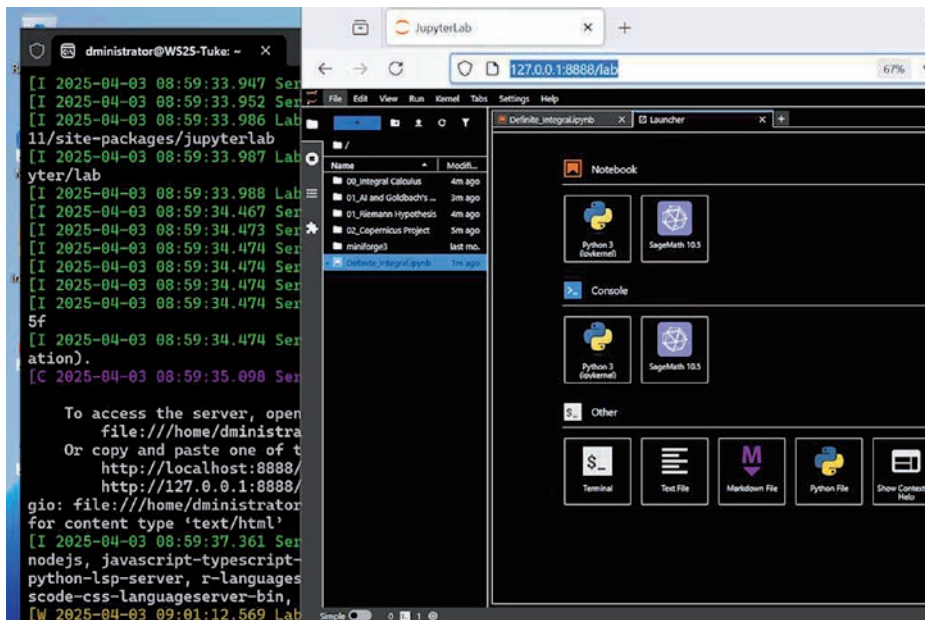 dministrator@WS25-Tuke: ~
[I 2025-04-03 08:59:33.947 Ser
[I 2025-04-03 08:59:33.952 Ser
[I 2025-04-03 08:59:33.986 Lab
11/site-packages/jupyterlab
[I 2025-04-03 08:59:33.987 Lab
yter/lab
[I 2025-04-03 08:59:33.988 Lab
[I 2025-04-03 08:59:34.467 Ser
[I 2025-04-03 08:59:34.473 Ser
[I 2025-04-03 08:59:34.474 Ser
[I 2025-04-03 08:59:34.474 Ser
[I 2025-04-03 08:59:34.474 Ser
[I 2025-04-03 08:59:34.474 Ser
5f
[I 2025-04-03 08:59:34.474 Ser
ation).
[C 2025-04-03 08:59:35.098 Ser
To access the server, open
file:///home/dministra
Or copy and paste one of t
http://localhost:8888/
http://127.0.0.1:8888/
gio: file:///home/dministrator
for content type ‘text/html’
[I 2025-04-03 08:59:37.361 Ser
nodejs, javascript-typescript-
python-lsp-server, r-languages
scode-css-languageserver-bin,
[W 2025-04-03 09:01:12.569 Lab
JupyterLab
127.0.0.1:8888/lab
67%
File Edit View Run Kernel Tabs Settings Help
/
Name Modifi...
00_Integral Calculus 4m ago
01_AI and Goldbach's ... 3m ago
01_Riemann Hypothesis 4m ago
02_Copernicus Project 5m ago
miniforge3 last mo.
Definite_Integral.ipynb 1m ago
Definite_Integral.ipynb
Launcher
Notebook
Python 3
(ipykernel)
SageMath 10.5
Console
Python 3
(ipykernel)
SageMath 10.5
$_ Other
$_
Terminal
Text File
Markdown File
Python File
Show Context
Help
Simple 0 1